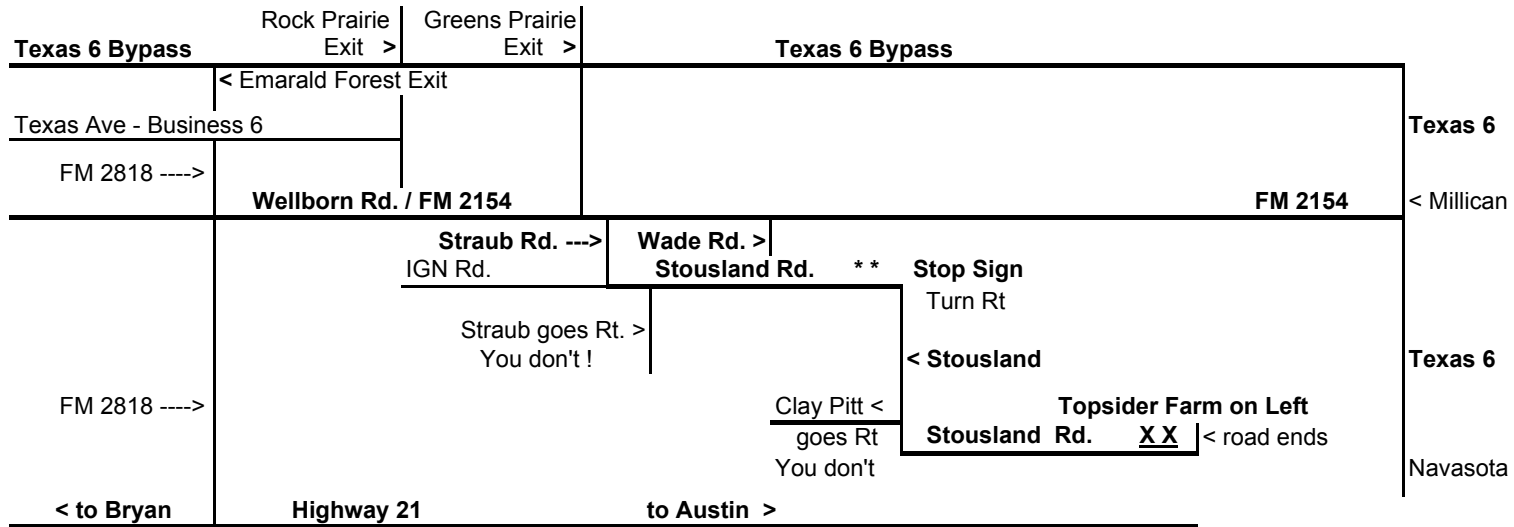 Rock Prairie Greens Prairie
Texas 6 Bypass Exit > Exit > Texas 6 Bypass
< Emarald Forest Exit
Texas Ave - Business 6 Texas 6
FM 2818 ---->
Wellborn Rd. / FM 2154 FM 2154 < Millican
Straub Rd. ---> Wade Rd. >
IGN Rd. Stousland Rd. * * Stop Sign
Turn Rt
Straub goes Rt. >
You don't ! < Stousland Texas 6
FM 2818 ----> Clay Pitt < Topsider Farm on Left
goes Rt Stousland Rd. X X < road ends
You don't Navasota
< to Bryan Highway 21 to Austin >